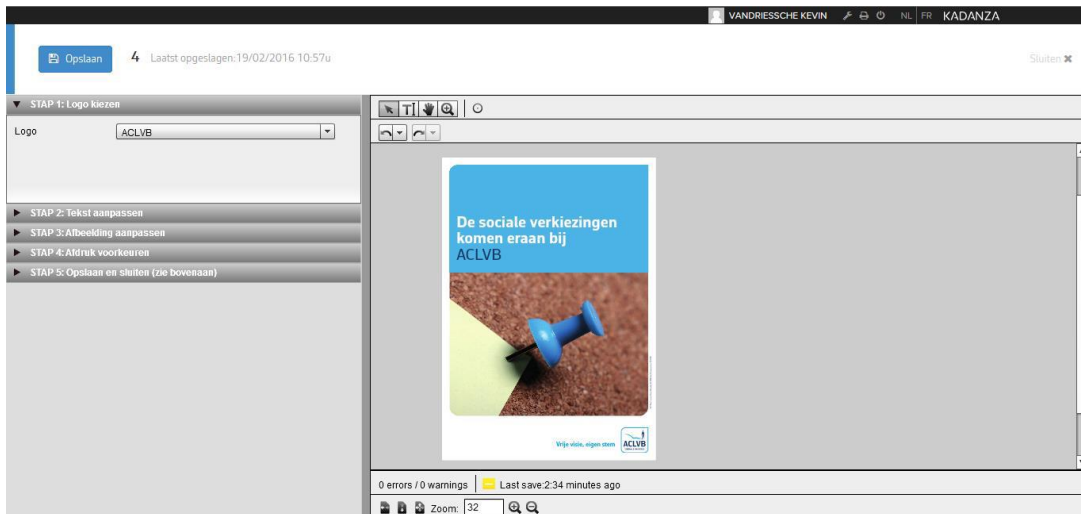 VANDRIESSCHE KEVIN NL FR KADANZA
Opslaan 4 Laatst opgeslagen:19/02/2016 10:57u Sluiten ✖
STAP 1: Logo kiezen
Logo ACLVB
STAP 2: Tekst aanpassen
STAP 3: Afbeelding aanpassen
STAP 4: Afdruk voorkeuren
STAP 5: Opslaan en sluiten (zie bovenaan)
De sociale verkiezingen
komen eraan bij
ACLVB
Vrije visie, eigen stem ACLVB
0 errors / 0 warnings Last save:2:34 minutes ago
Zoom: 32